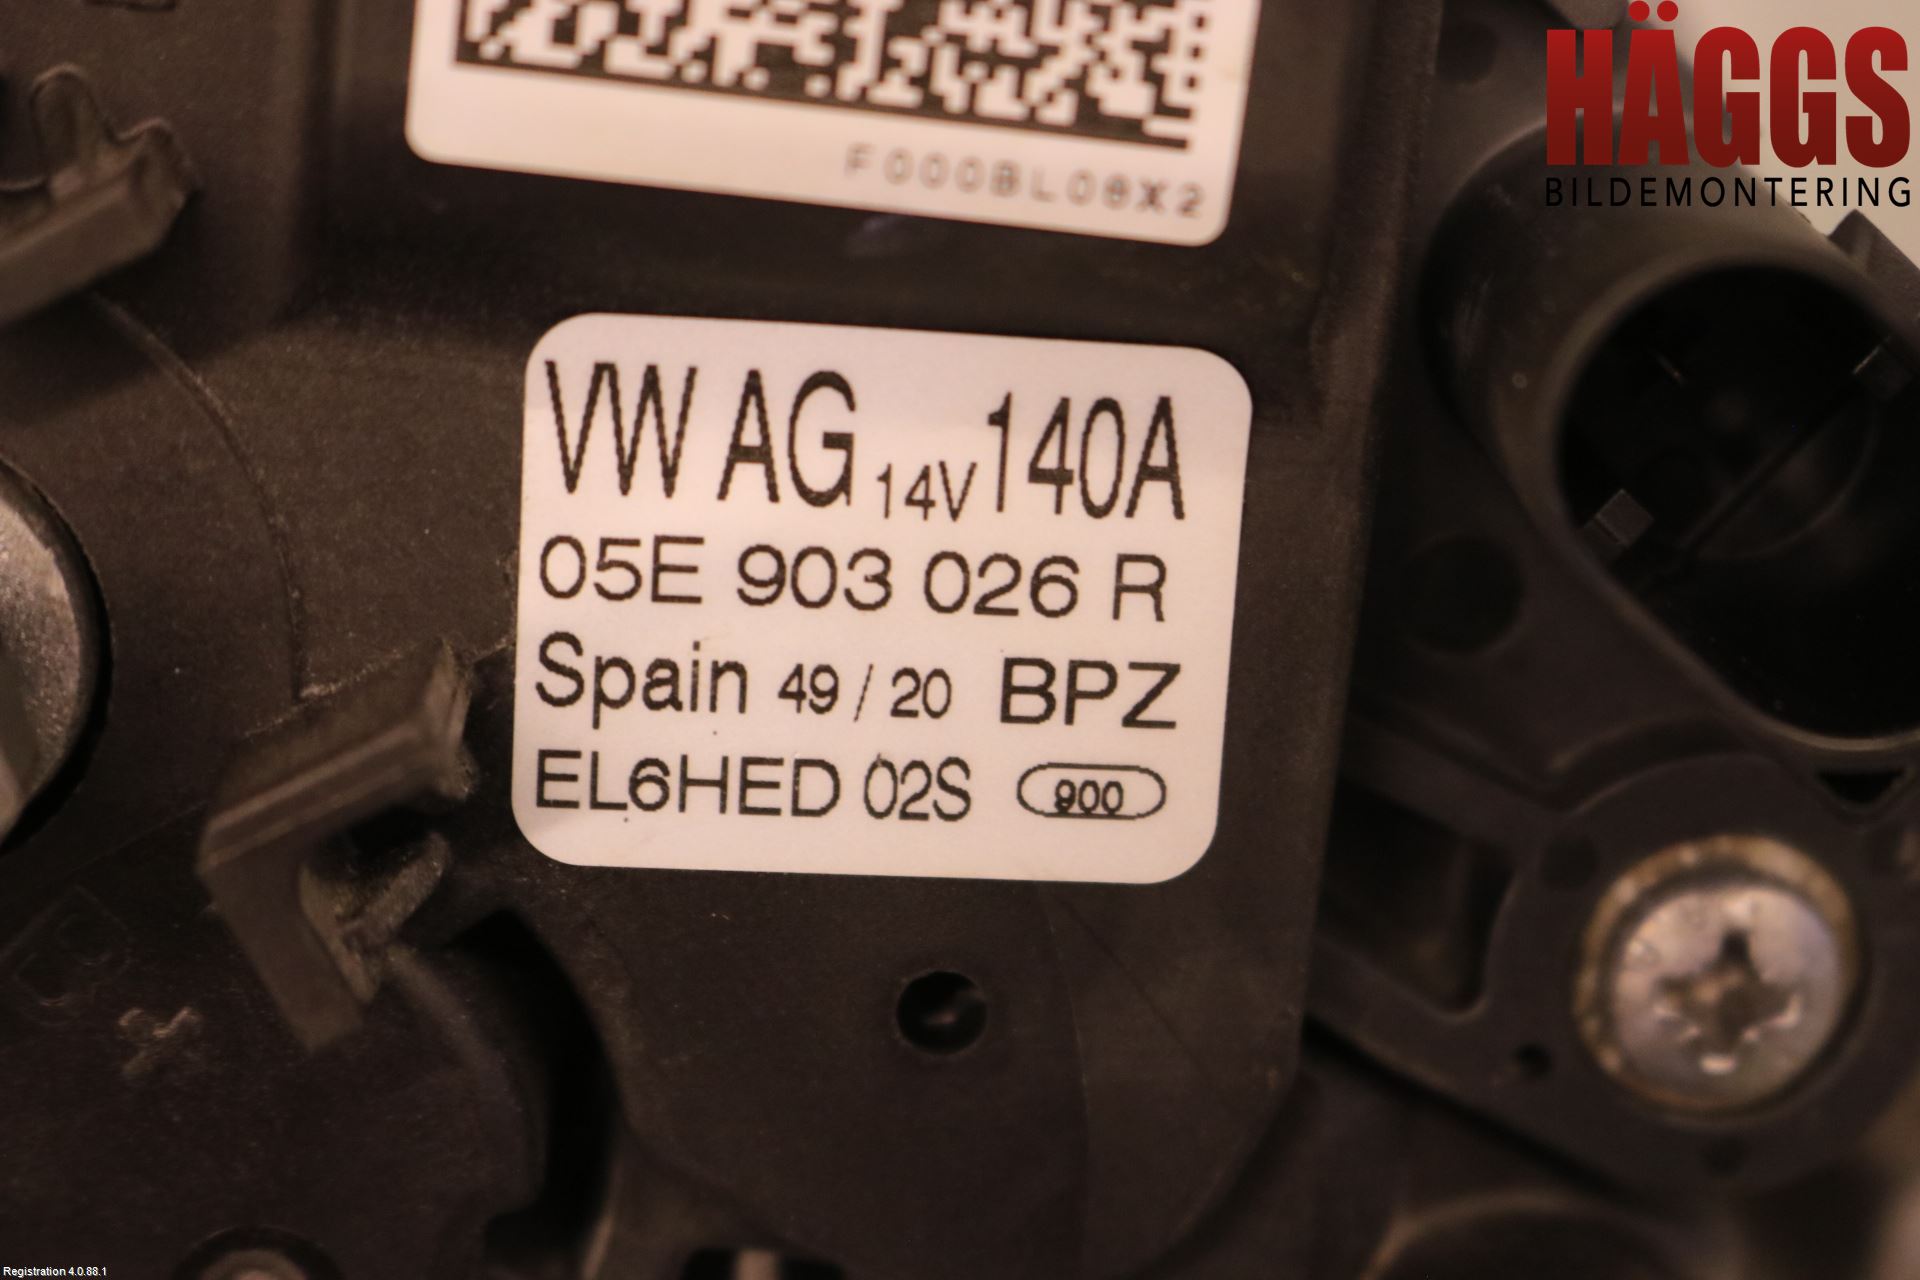 HÄGGS
BILDEMONTERING
F000BL08X2
VW AG 14V 140A
05E 903 026 R
Spain 49 / 20 BPZ
EL6HED 02S 900
Registration 4.0.88.1